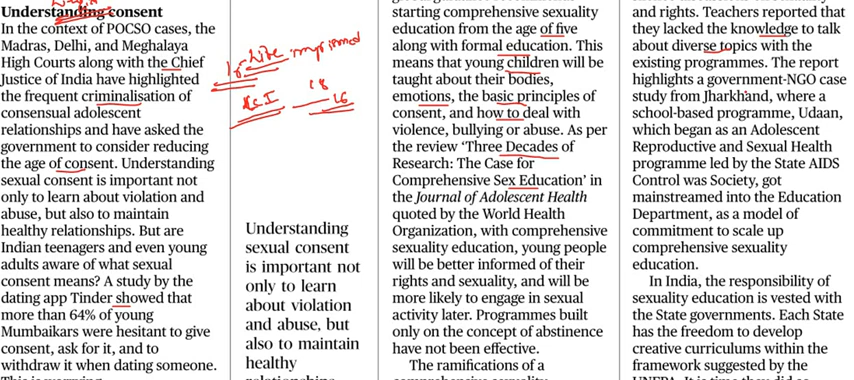 Understanding consent
In the context of POCSO cases, the
Madras, Delhi, and Meghalaya
High Courts along with the Chief
Justice of India have highlighted
the frequent criminalisation of
consensual adolescent
relationships and have asked the
government to consider reducing
the age of consent. Understanding
sexual consent is important not
only to learn about violation and
abuse, but also to maintain
healthy relationships. But are
Indian teenagers and even young
adults aware of what sexual
consent means? A study by the
dating app Tinder showed that
more than 64% of young
Mumbaikars were hesitant to give
consent, ask for it, and to
withdraw it when dating someone.
This is worrying
Life
18
16
Understanding
sexual consent
is important not
only to learn
about violation
and abuse, but
also to maintain
healthy
relationships
starting comprehensive sexuality
education from the age of five
along with formal education. This
means that young children will be
taught about their bodies,
emotions, the basic principles of
consent, and how to deal with
violence, bullying or abuse. As per
the review ‘Three Decades of
Research: The Case for
Comprehensive Sex Education’ in
the Journal of Adolescent Health
quoted by the World Health
Organization, with comprehensive
sexuality education, young people
will be better informed of their
rights and sexuality, and will be
more likely to engage in sexual
activity later. Programmes built
only on the concept of abstinence
have not been effective.
The ramifications of a
comprehensive sexuality
and rights. Teachers reported that
they lacked the knowledge to talk
about diverse topics with the
existing programmes. The report
highlights a government-NGO case
study from Jharkhand, where a
school-based programme, Udaan,
which began as an Adolescent
Reproductive and Sexual Health
programme led by the State AIDS
Control was Society, got
mainstreamed into the Education
Department, as a model of
commitment to scale up
comprehensive sexuality
education.
In India, the responsibility of
sexuality education is vested with
the State governments. Each State
has the freedom to develop
creative curriculums within the
framework suggested by the
UNFPA. It is time they did so